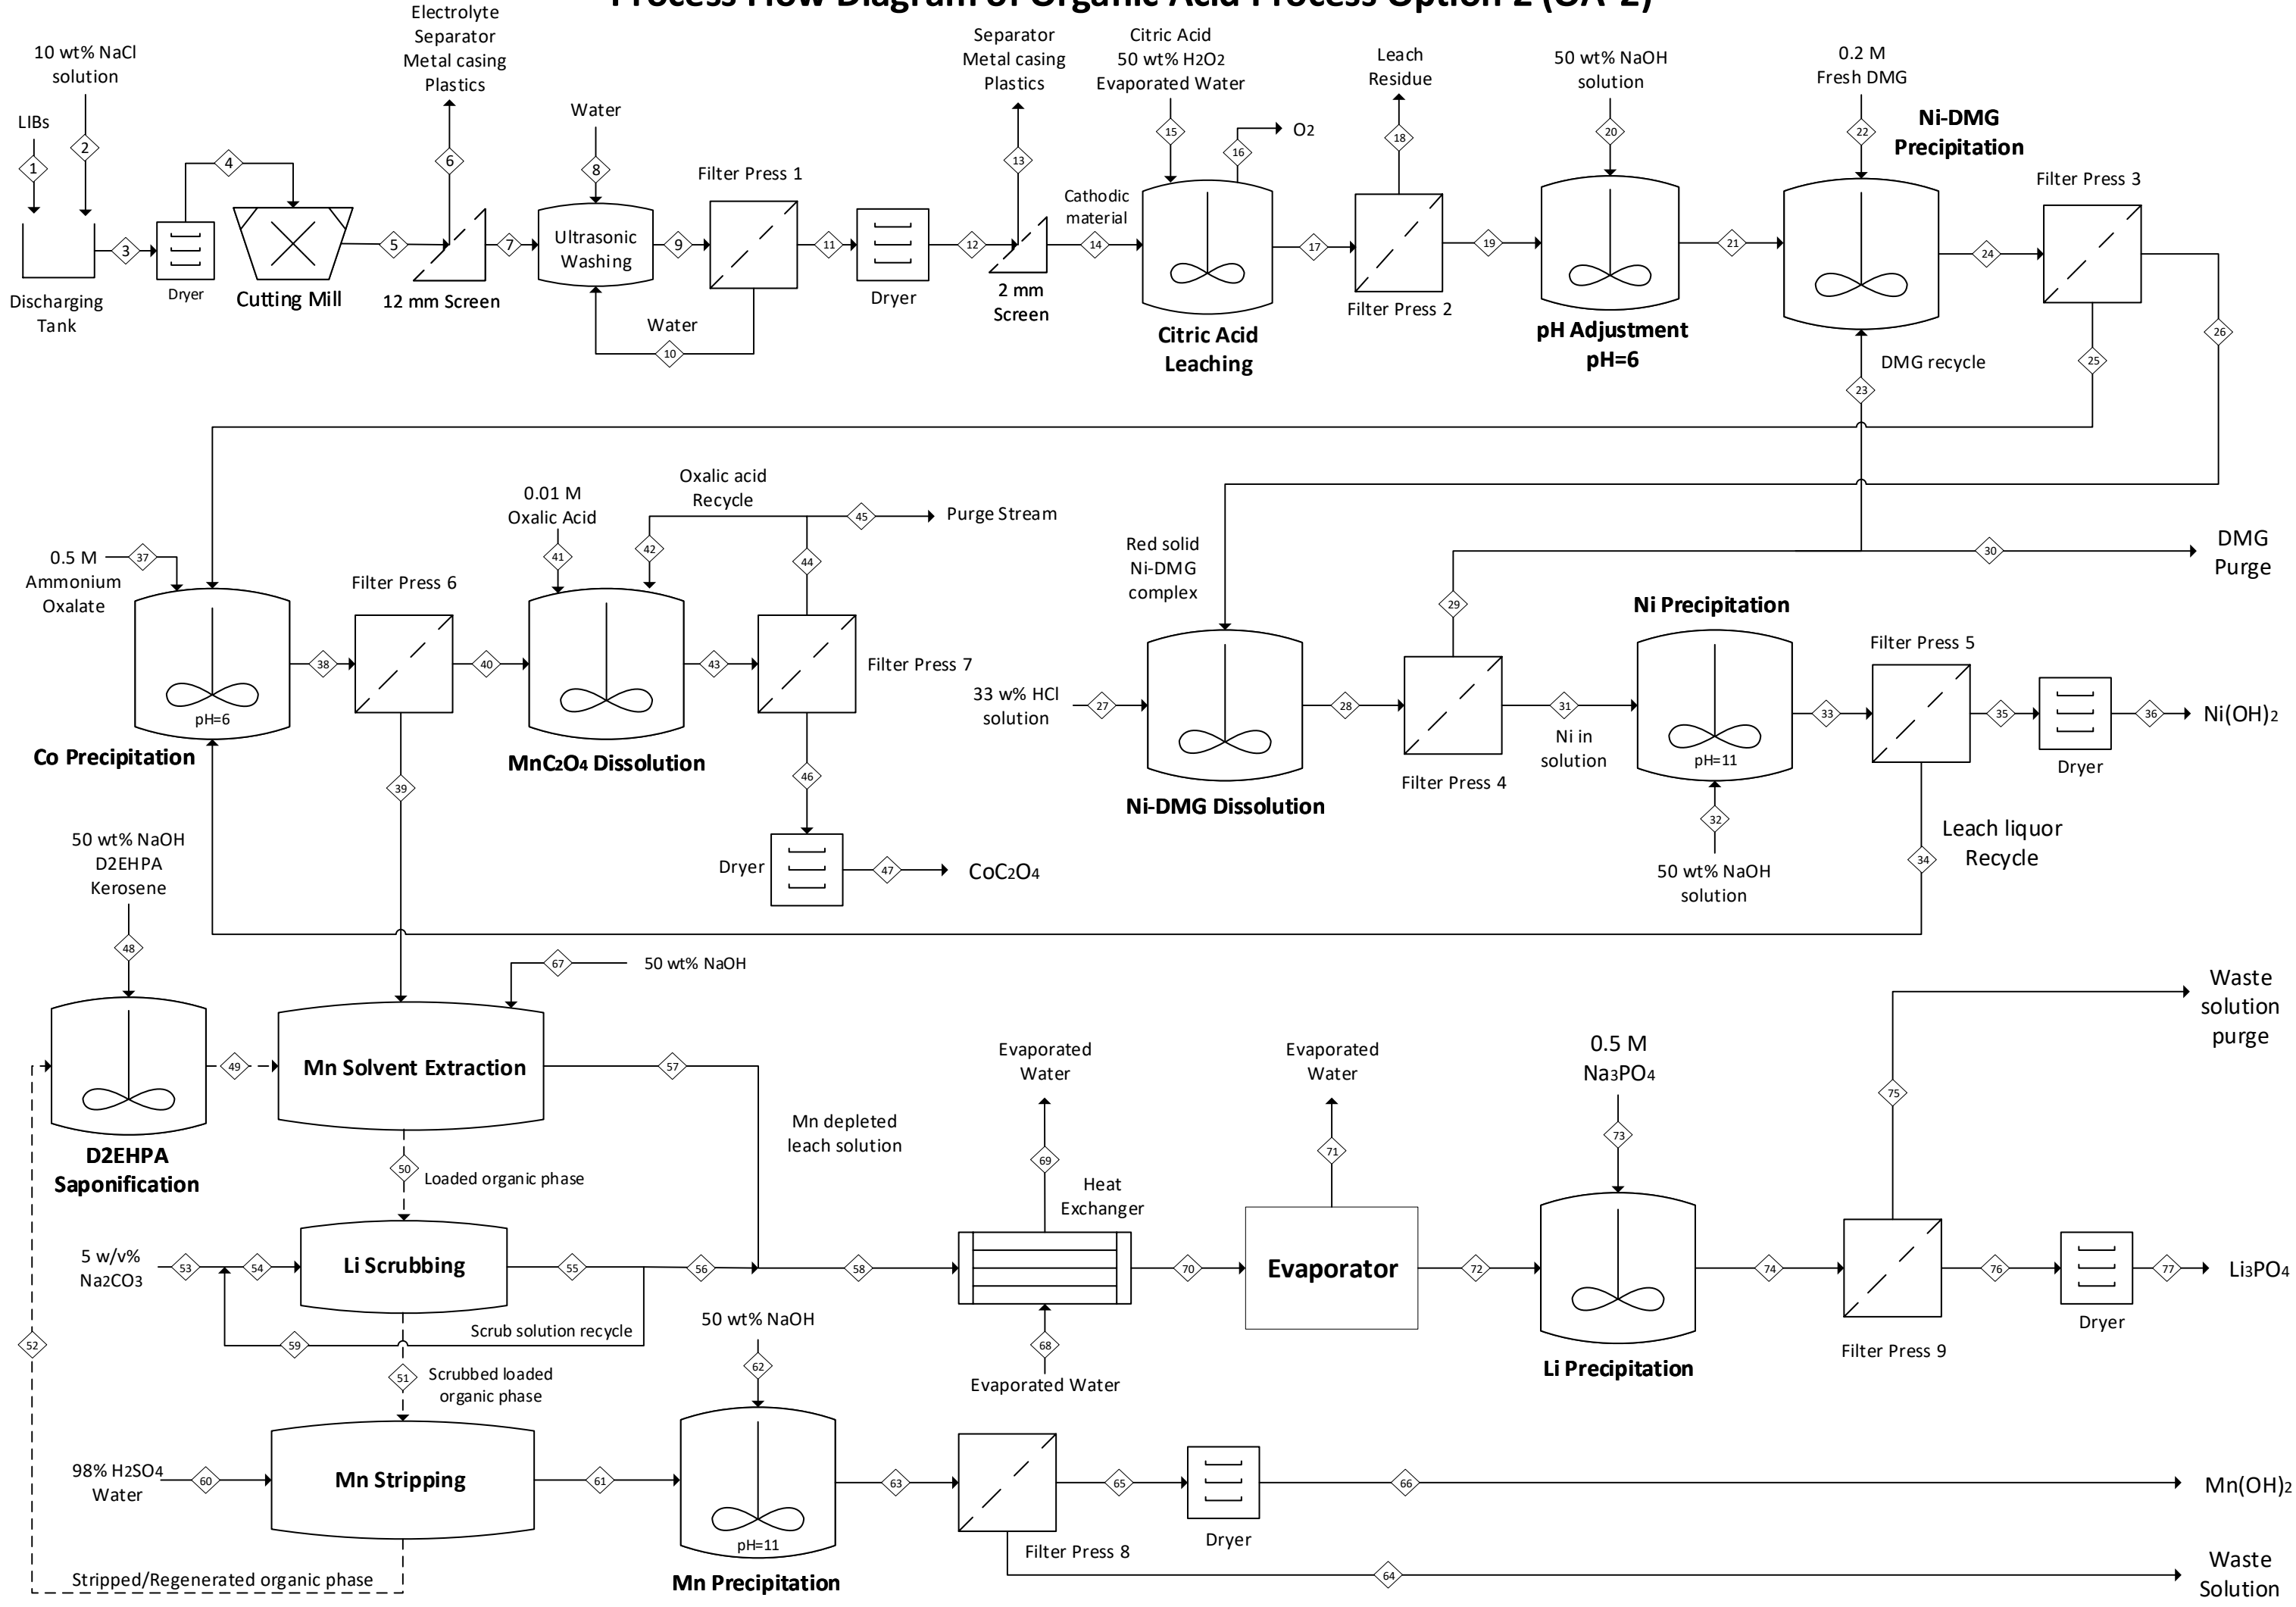 Process Flow Diagram of Organic Acid Process Option 2 (OA-2)
10 wt% NaCl
solution
LIBs
1
2
3
4
Discharging
Tank
Dryer
Cutting Mill
5
Electrolyte
Separator
Metal casing
Plastics
6
12 mm Screen
7
Water
8
Ultrasonic
Washing
9
Filter Press 1
Water
10
11
Dryer
12
Separator
Metal casing
Plastics
13
2 mm
Screen
Cathodic
material
14
Citric Acid
50 wt% H2O2
Evaporated Water
15
16
O2
Citric Acid
Leaching
17
Leach
Residue
18
Filter Press 2
19
50 wt% NaOH
solution
20
pH Adjustment
pH=6
21
0.2 M
Fresh DMG
22
Ni-DMG
Precipitation
DMG recycle
23
24
Filter Press 3
25
26
0.5 M
Ammonium
Oxalate
37
pH=6
Co Precipitation
38
Filter Press 6
39
40
0.01 M
Oxalic Acid
41
Oxalic acid
Recycle
42
MnC2O4 Dissolution
43
44
45
Purge Stream
Filter Press 7
46
Dryer
47
CoC2O4
Red solid
Ni-DMG
complex
33 w% HCl
solution
27
Ni-DMG Dissolution
28
29
Filter Press 4
30
DMG
Purge
31
Ni in
solution
Ni Precipitation
pH=11
32
50 wt% NaOH
solution
33
Filter Press 5
34
Leach liquor
Recycle
35
Dryer
36
Ni(OH)2
50 wt% NaOH
D2EHPA
Kerosene
48
D2EHPA
Saponification
49
67
50 wt% NaOH
Mn Solvent Extraction
57
Mn depleted
leach solution
50
Loaded organic phase
5 w/v%
Na2CO3
53
54
Li Scrubbing
55
56
58
59
Scrub solution recycle
52
51
Scrubbed loaded
organic phase
98% H2SO4
Water
60
Mn Stripping
61
Stripped/Regenerated organic phase
50 wt% NaOH
62
pH=11
Mn Precipitation
63
Filter Press 8
64
Waste
Solution
65
Dryer
66
Mn(OH)2
Evaporated
Water
69
Heat
Exchanger
68
Evaporated Water
70
Evaporated
Water
71
Evaporator
72
0.5 M
Na3PO4
73
Li Precipitation
74
Waste
solution
purge
75
Filter Press 9
76
Dryer
77
Li3PO4